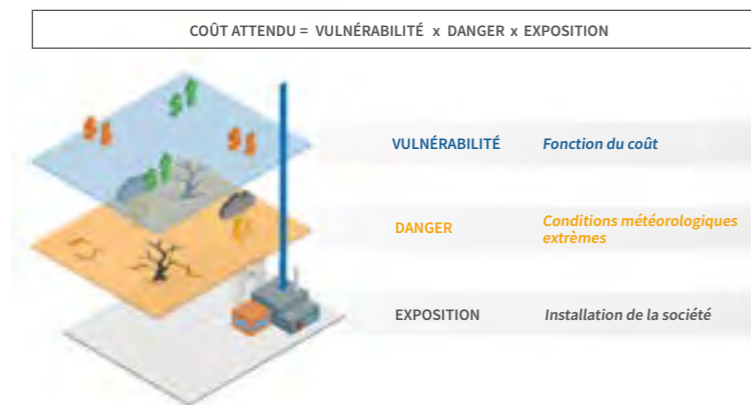 COÛT ATTENDU = VULNÉRABILITÉ x DANGER x EXPOSITION
VULNÉRABILITÉ Fonction du coût
DANGER Conditions météorologiques
extrêmes
EXPOSITION Installation de la société